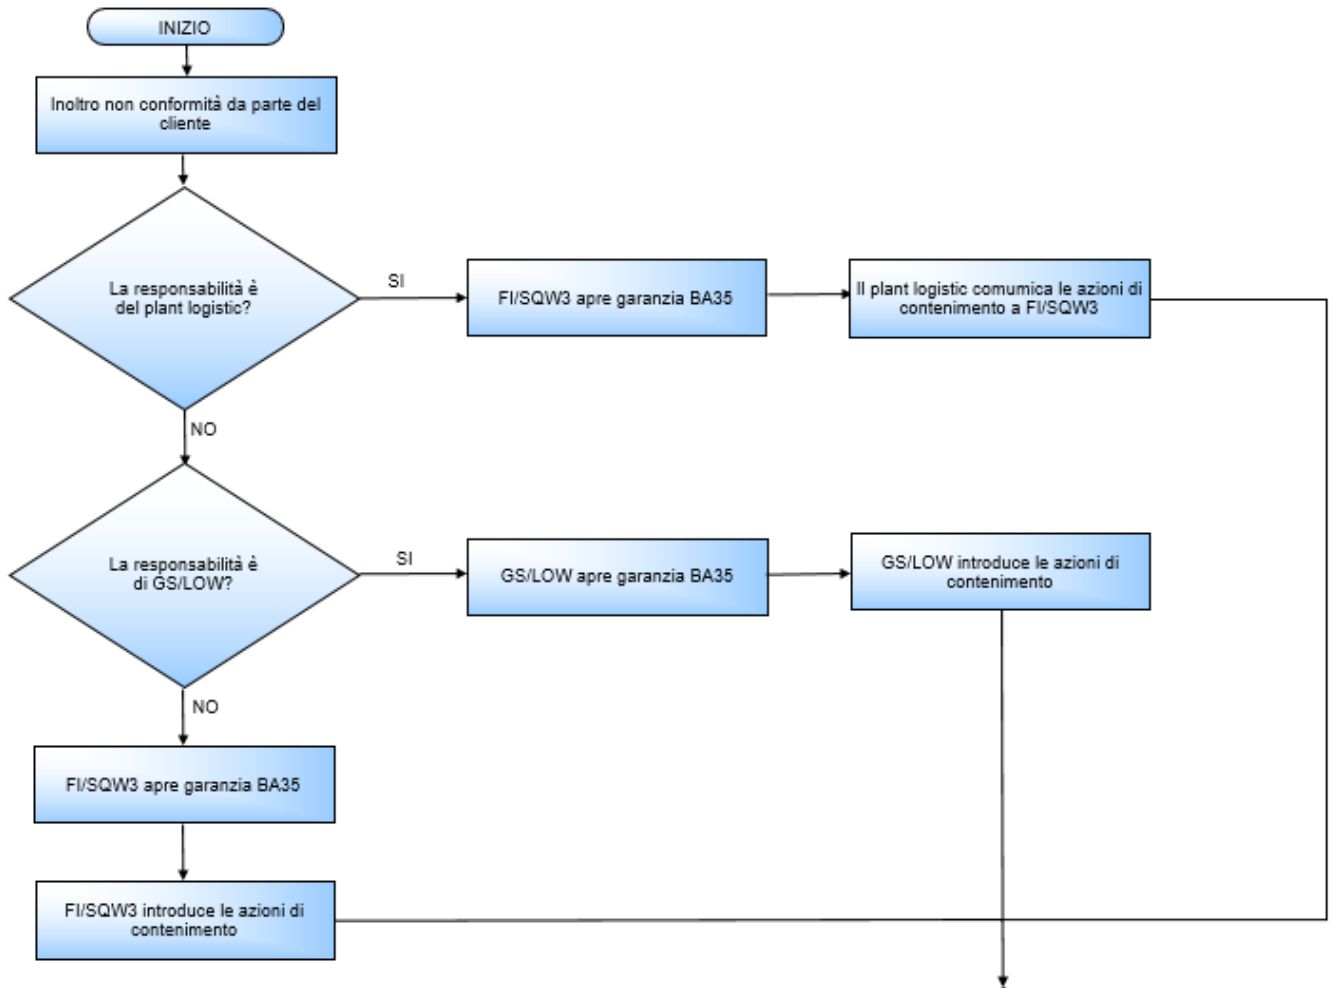 INIZIO
Inoltro non conformità da parte del
cliente
La responsabilità è
del plant logistic?
SI
FI/SQW3 apre garanzia BA35
Il plant logistic comumica le azioni di
contenimento a FI/SQW3
NO
La responsabilità è
di GS/LOW?
SI
GS/LOW apre garanzia BA35
GS/LOW introduce le azioni di
contenimento
NO
FI/SQW3 apre garanzia BA35
FI/SQW3 introduce le azioni di
contenimento